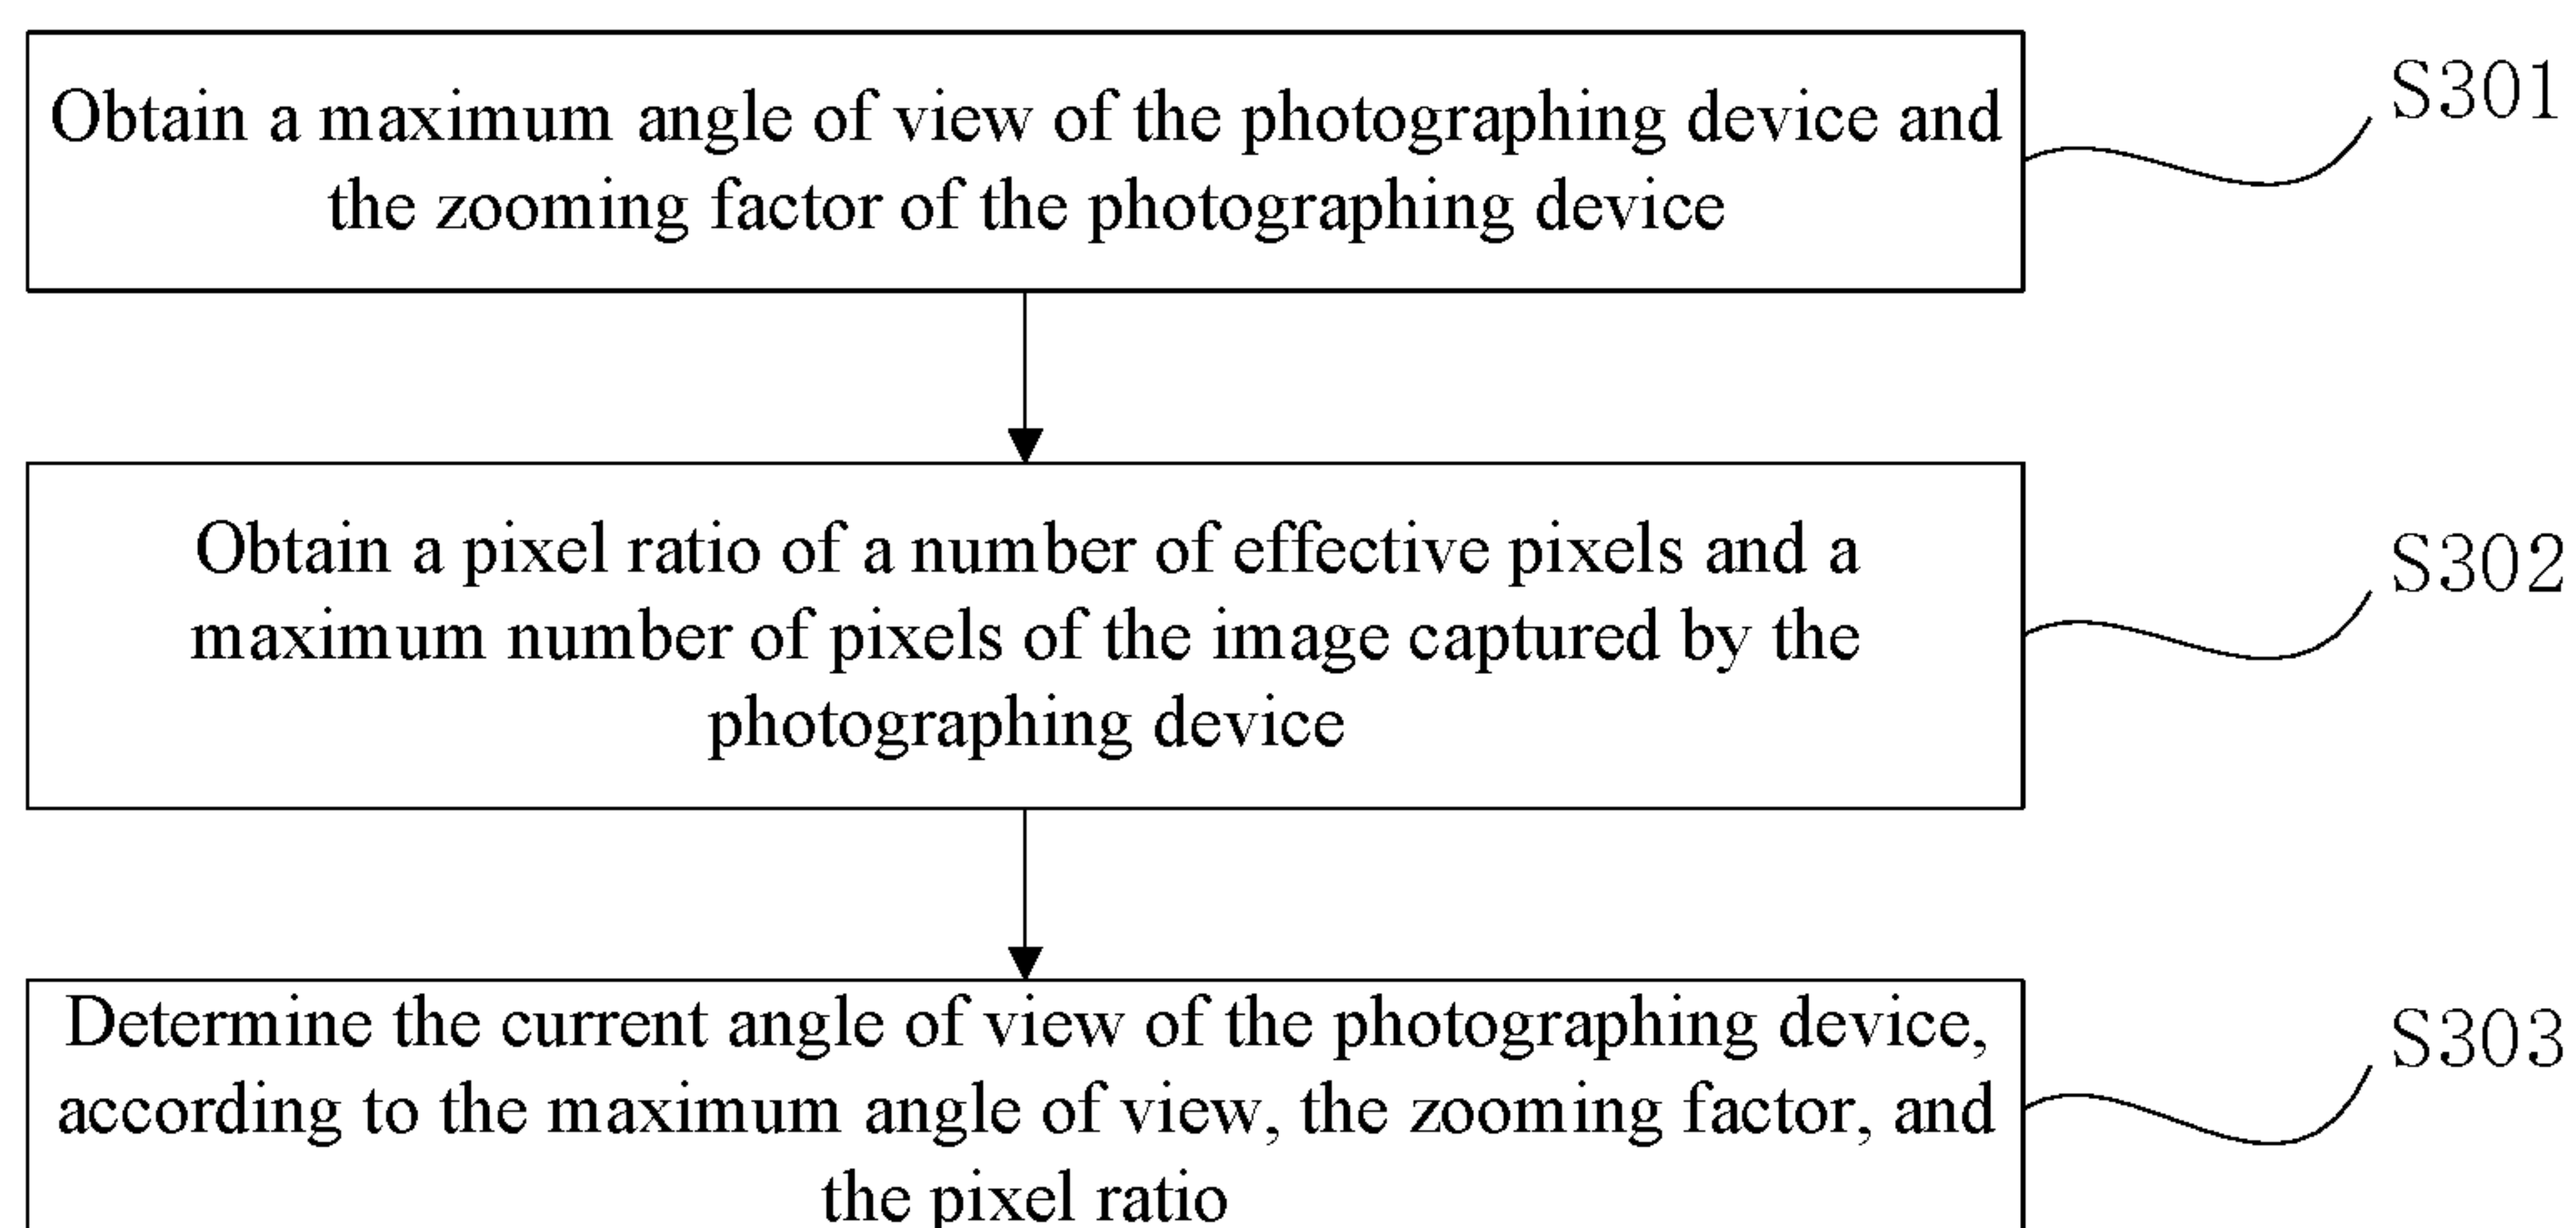 Obtain a maximum angle of view of the photographing device and
the zooming factor of the photographing device
S301
Obtain a pixel ratio of a number of effective pixels and a
maximum number of pixels of the image captured by the
photographing device
S302
Determine the current angle of view of the photographing device,
according to the maximum angle of view, the zooming factor, and
the pixel ratio
S303